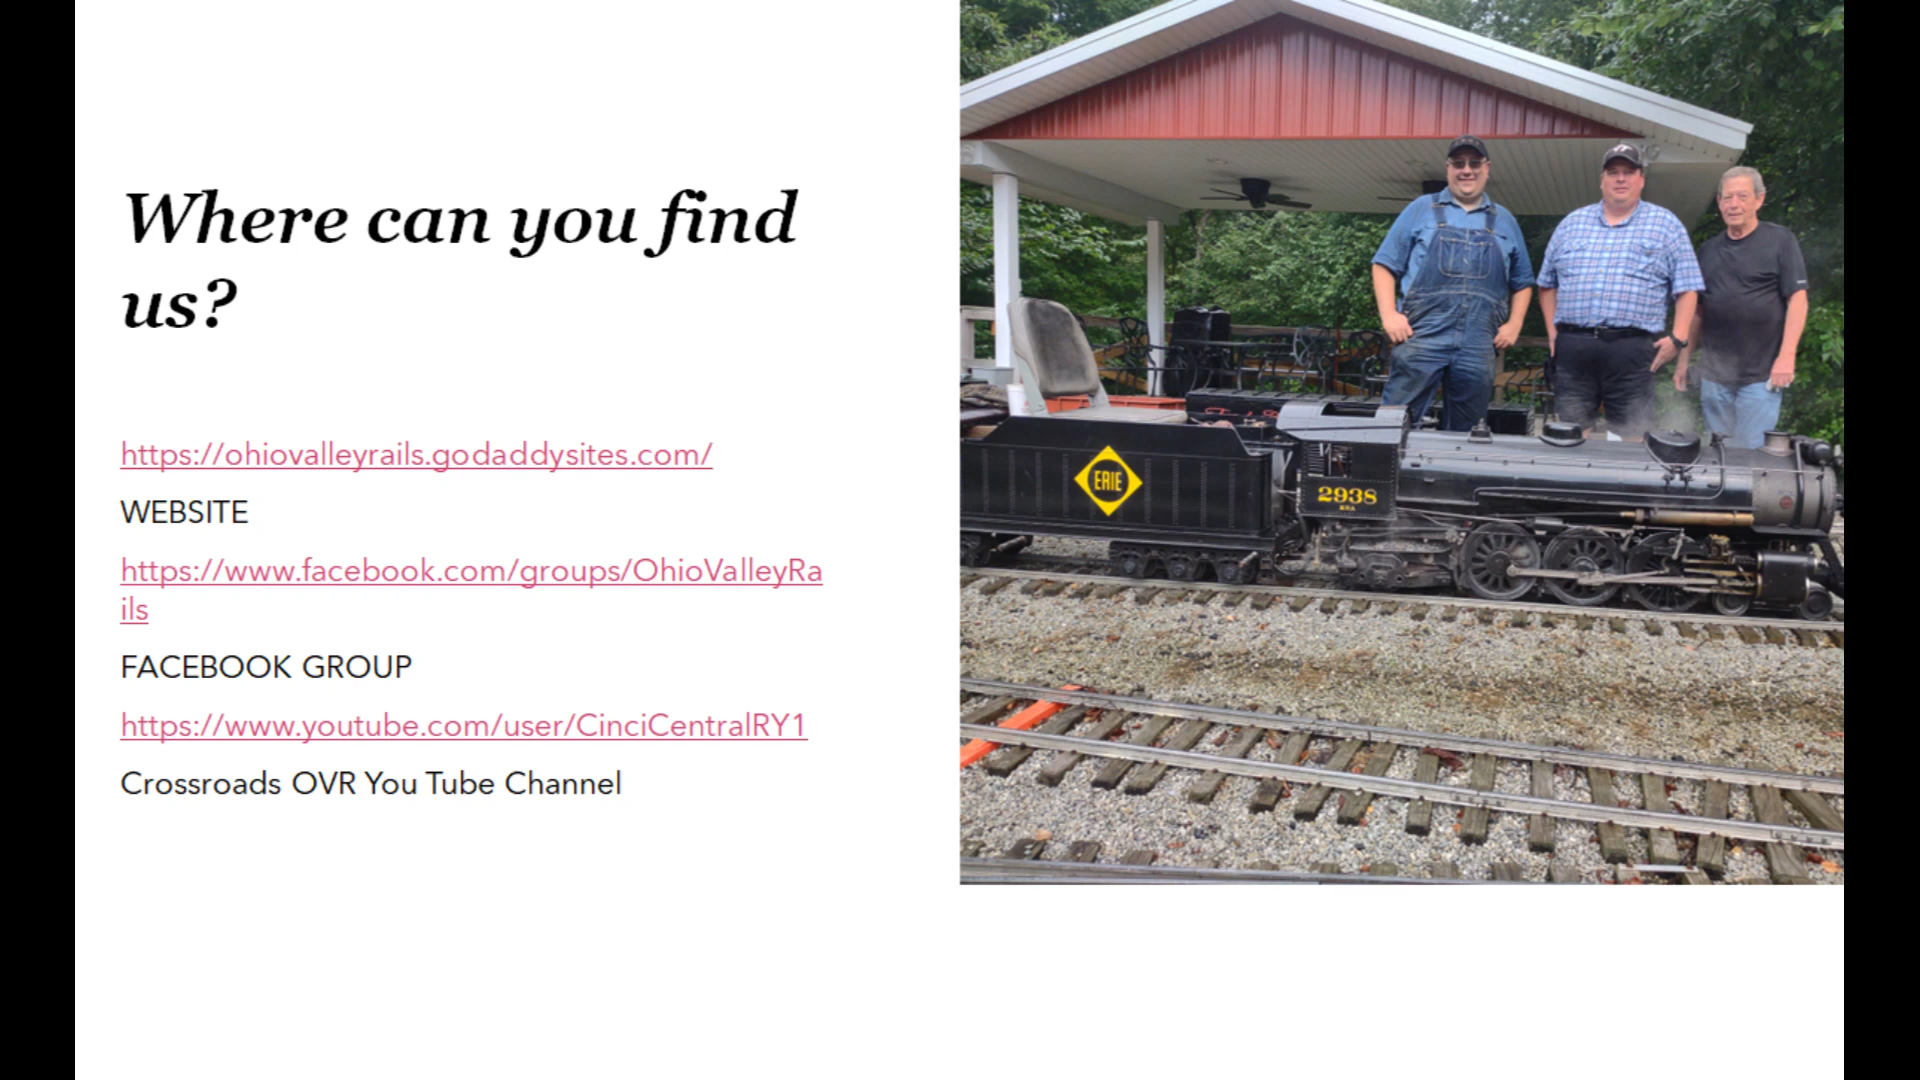 Where can you find
us?
https://ohiovalleyrails.godaddysites.com/
WEBSITE
https://www.facebook.com/groups/OhioValleyRa
ils
FACEBOOK GROUP
https://www.youtube.com/user/CinciCentralRY1
Crossroads OVR You Tube Channel
ERIE
2938